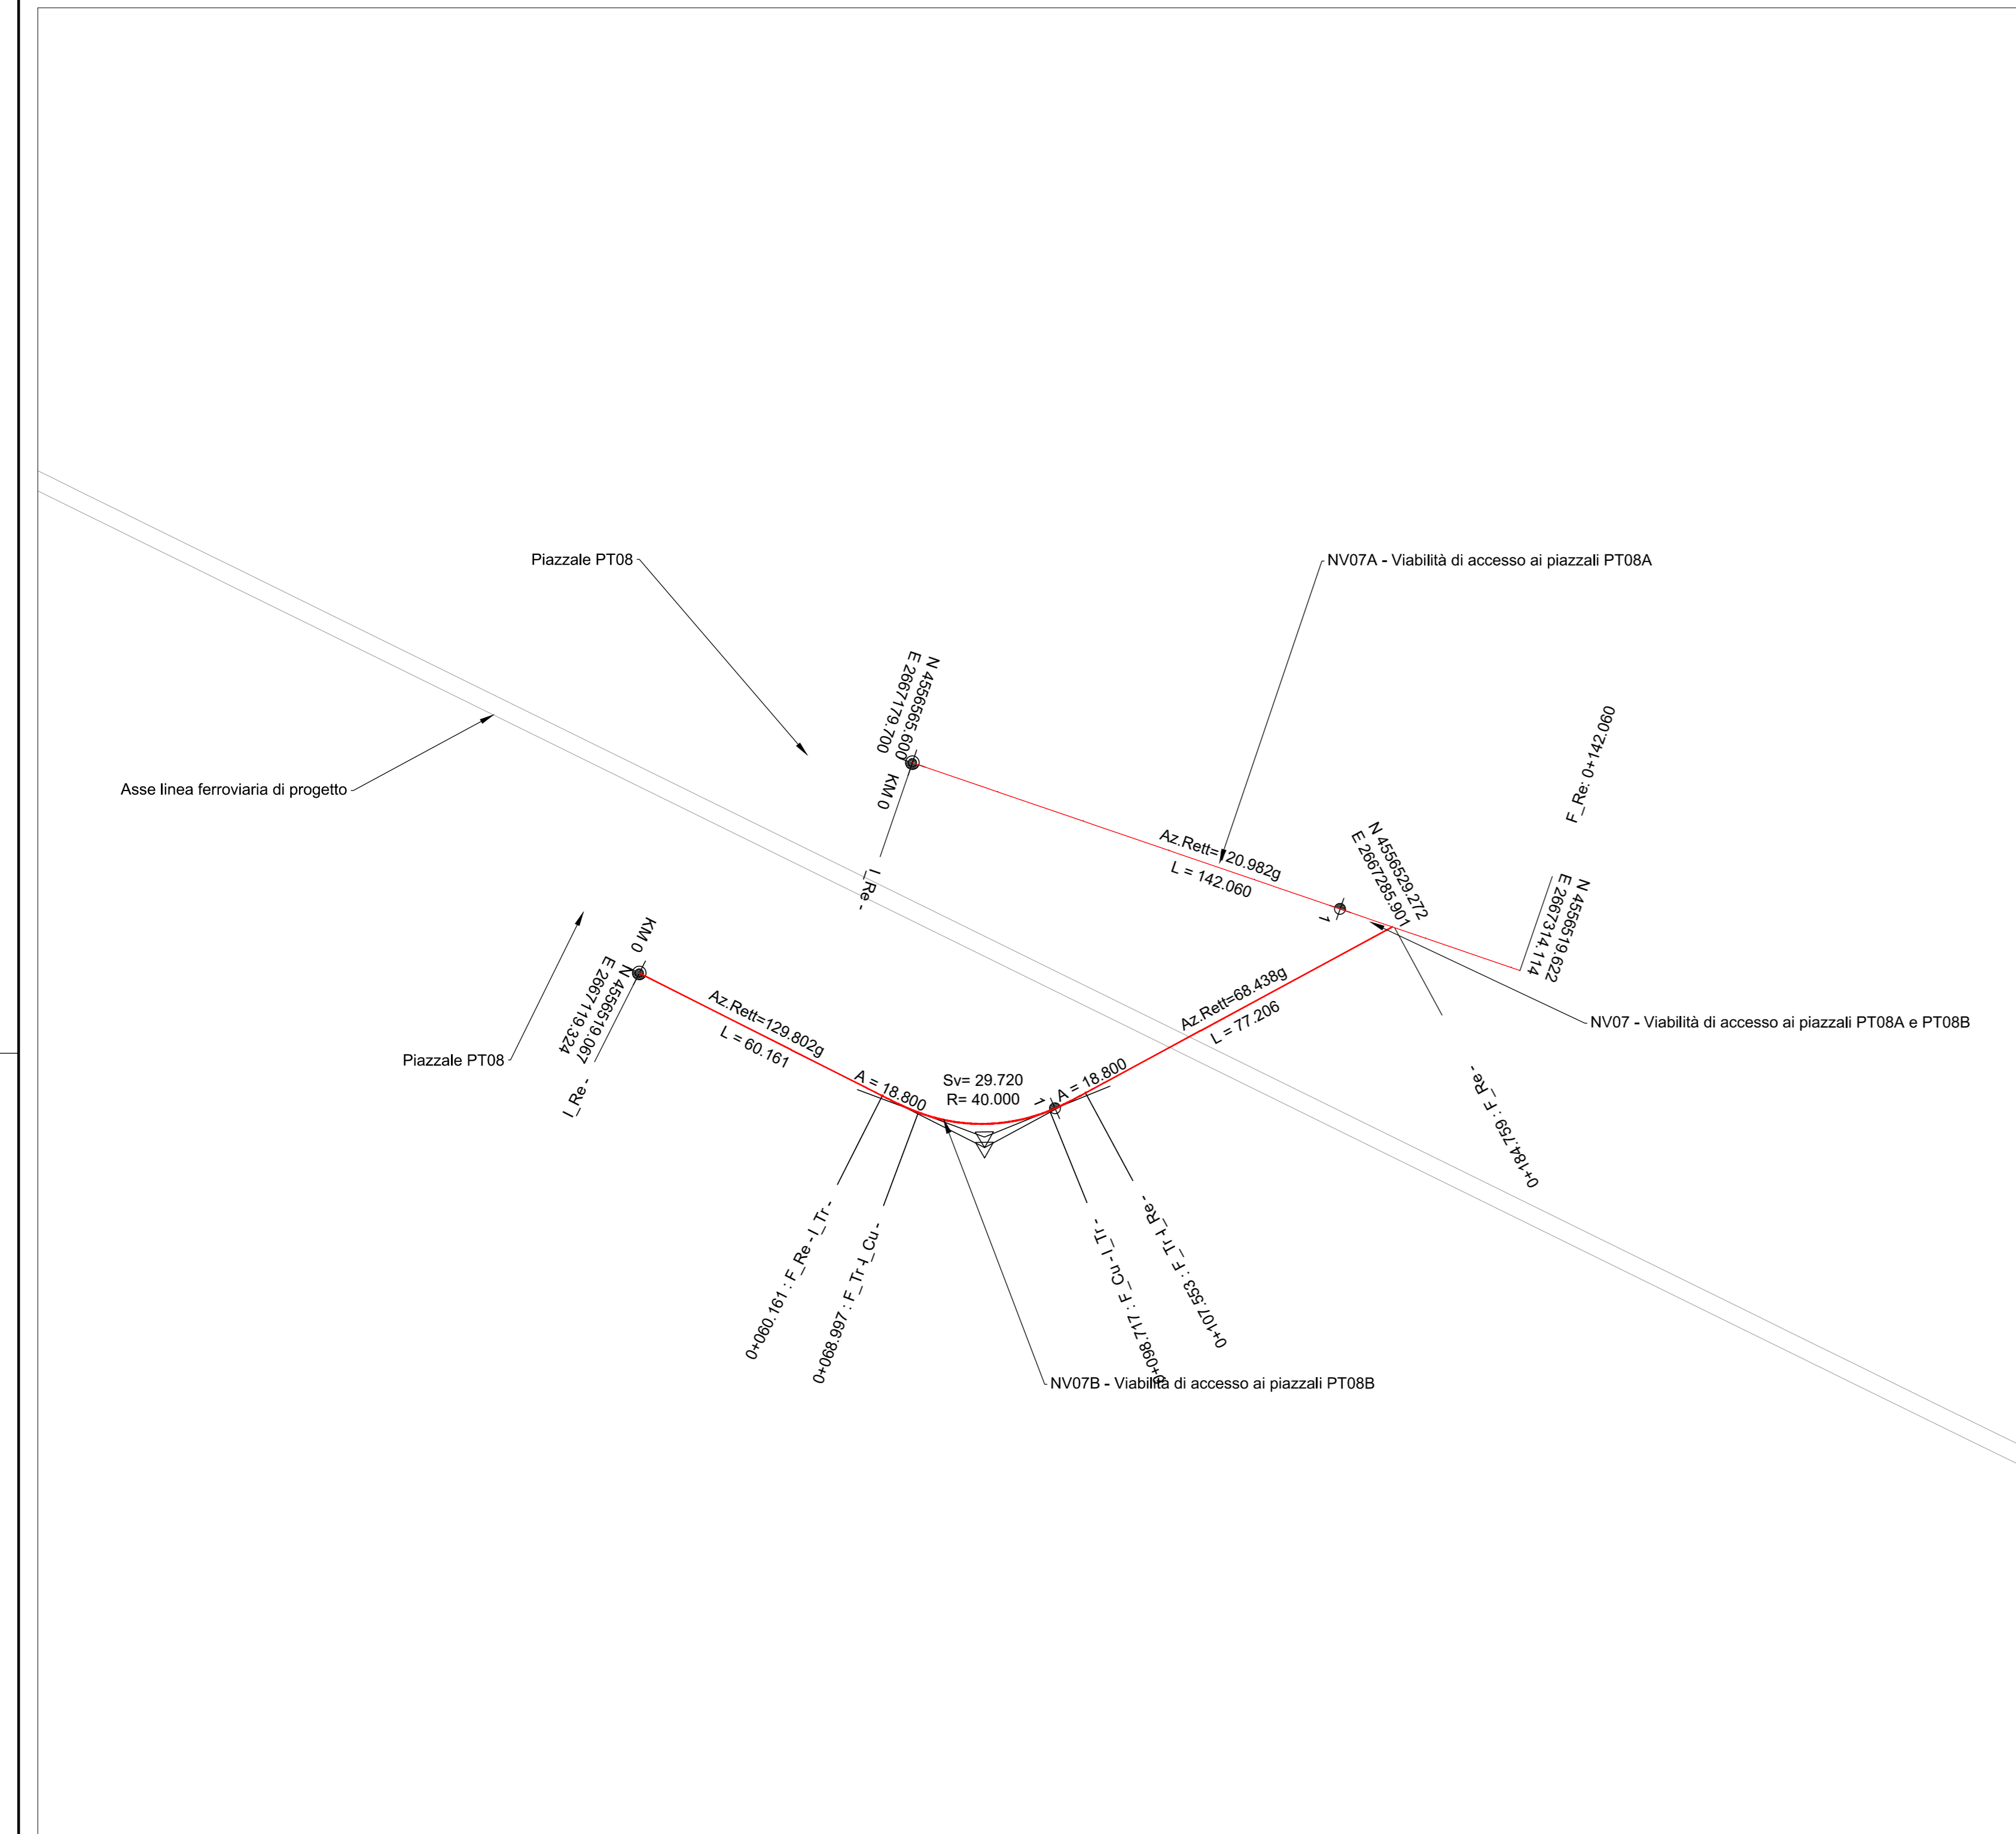 Piazzale PT08
NV07A - Viabilità di accesso ai piazzali PT08A
N 4556565.600
E 2667179.700
KM 0
I_Re -
Asse linea ferroviaria di progetto
F_Re: 0+142.060
Az.Rett=120.982g
L = 142.060
1
N 4556529.272
E 2667285.901
N 4556519.622
E 2667314.114
KM 0
N 4556519.067
E 2667119.324
I_Re -
Az.Rett=129.802g
L = 60.161
Az.Rett=68.438g
L = 77.206
NV07 - Viabilità di accesso ai piazzali PT08A e PT08B
Piazzale PT08
A = 18.800
Sv= 29.720
R= 40.000
1
A = 18.800
0+184.759 : F_Re -
0+060.161 : F_Re - I_Tr -
0+068.997 : F_Tr - I_Cu -
0+098.717 : F_Cu - I_Tr -
0+107.553 : F_Tr - I_Re -
NV07B - Viabilità di accesso ai piazzali PT08B